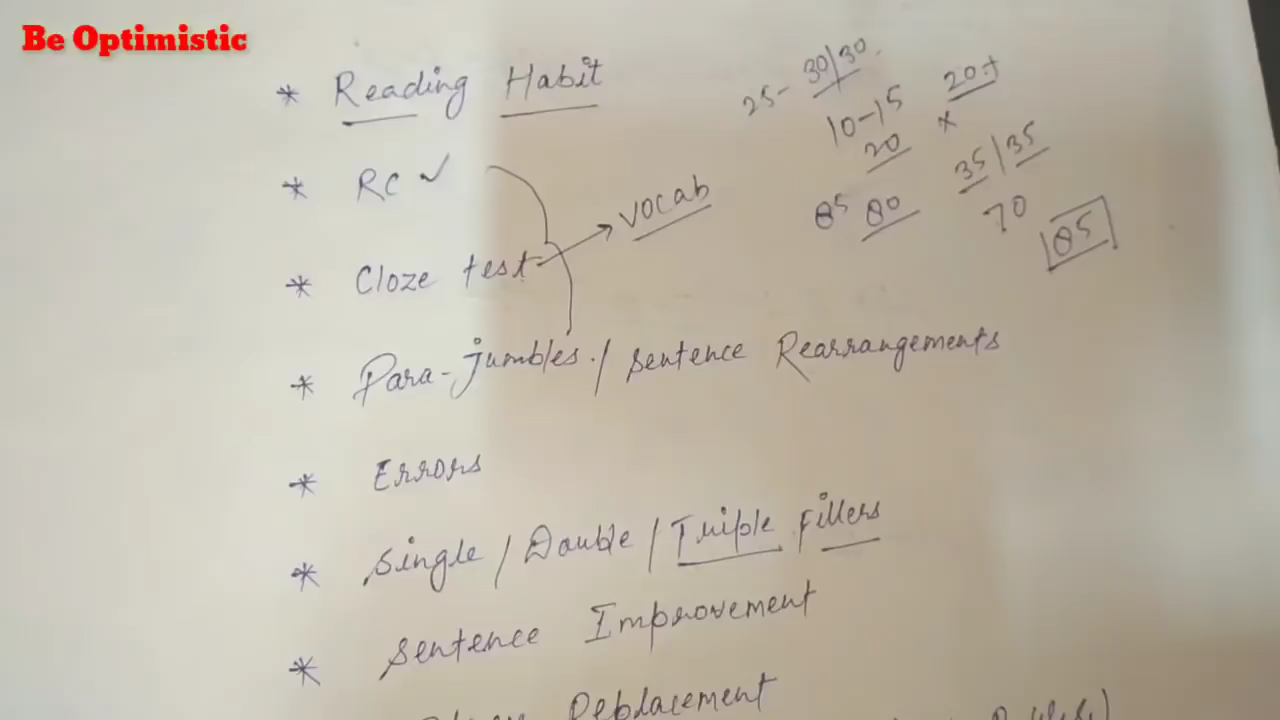 Be Optimistic
* Reading Habit
25- 30/30
20+
10-15
20
*
35/35
* RC ✓
vocab
85 80
70
85
* Cloze test
* Para-jumbles./sentence Rearrangements
* Errors
* Single/Double/Triple Fillers
* Sentence Improvement
Replacement